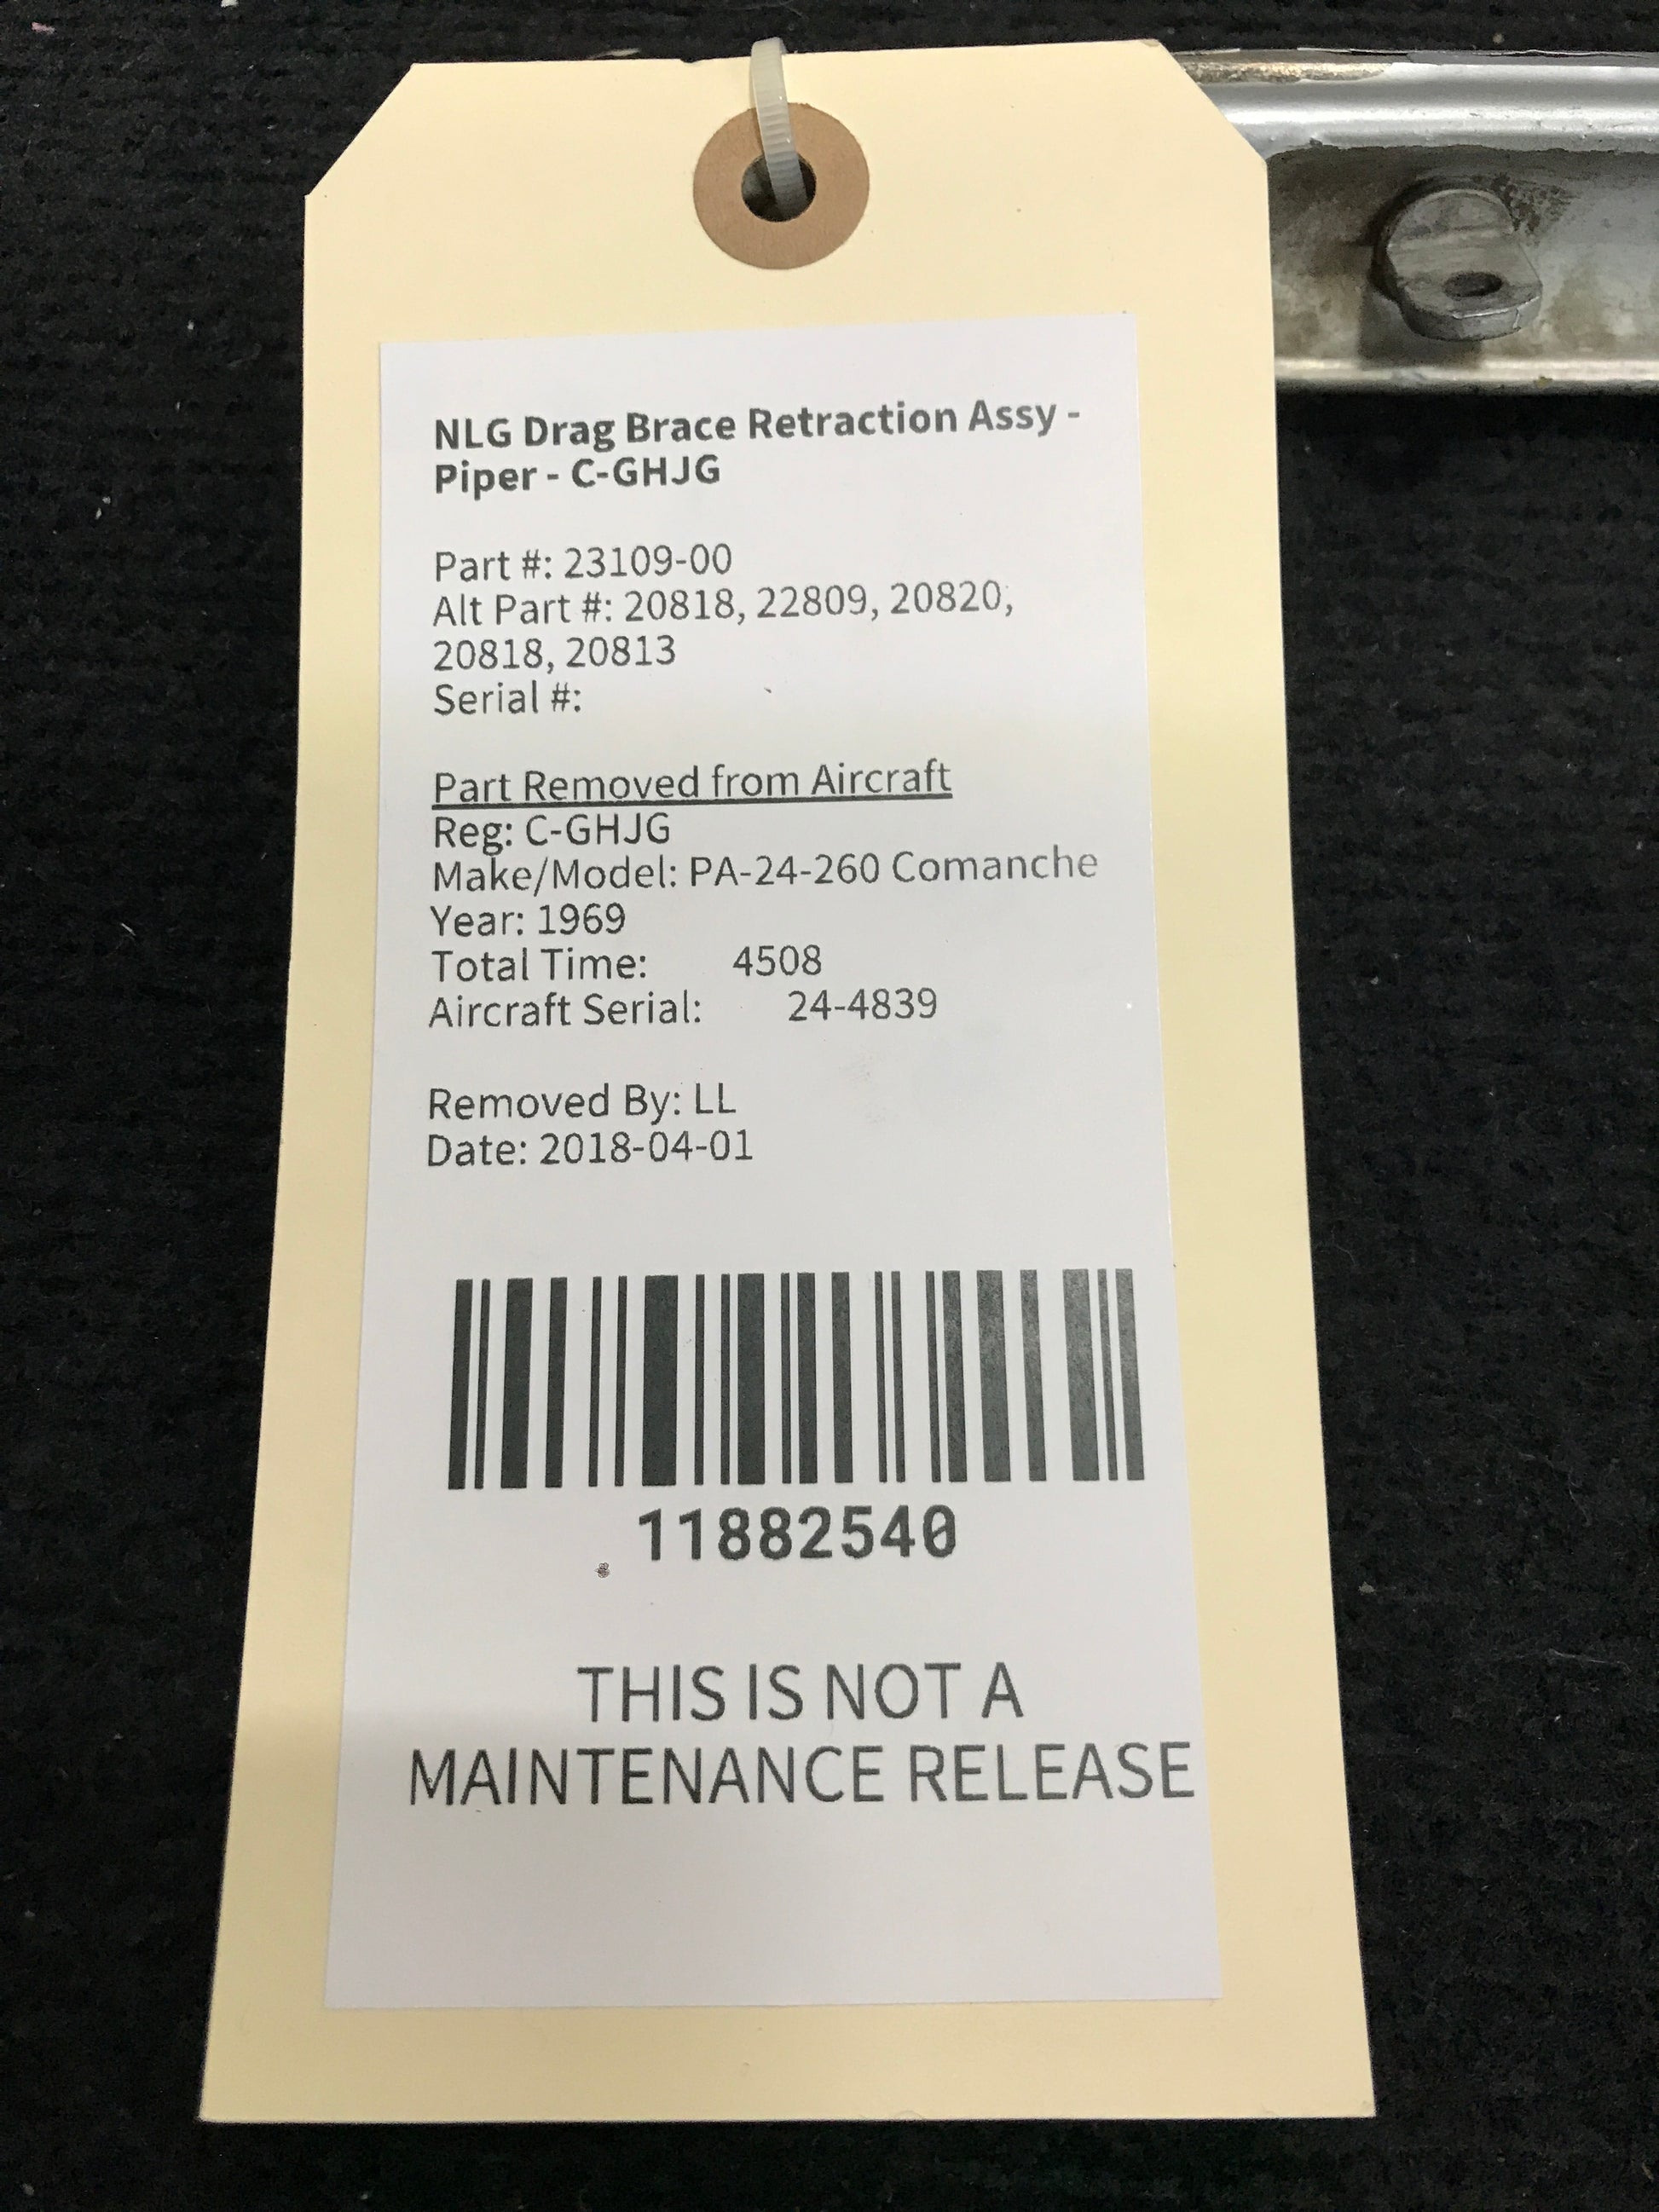 NLG Drag Brace Retraction Assy -
Piper - C-GHJG
Part #: 23109-00
Alt Part #: 20818, 22809, 20820,
20818, 20813
Serial #:
Part Removed from Aircraft
Reg: C-GHJG
Make/Model: PA-24-260 Comanche
Year: 1969
Total Time: 4508
Aircraft Serial: 24-4839
Removed By: LL
Date: 2018-04-01
11882540
THIS IS NOT A
MAINTENANCE RELEASE